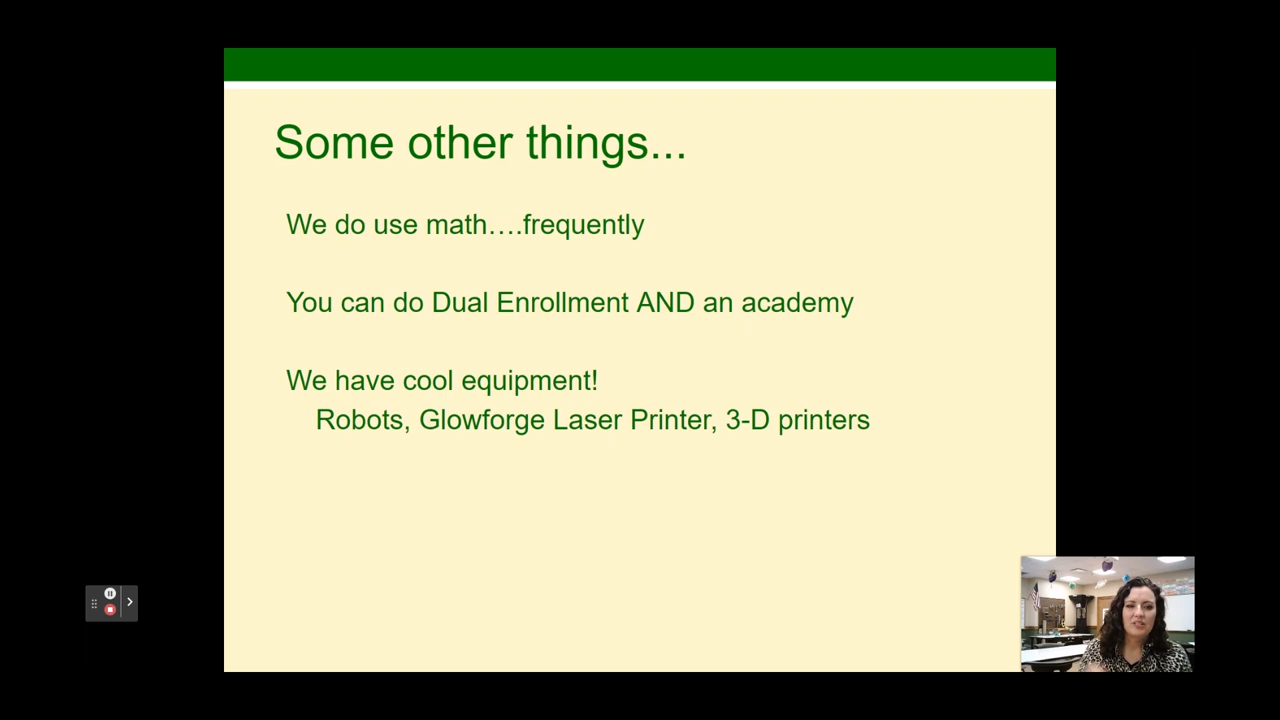 Some other things...
We do use math….frequently
You can do Dual Enrollment AND an academy
We have cool equipment!
Robots, Glowforge Laser Printer, 3-D printers